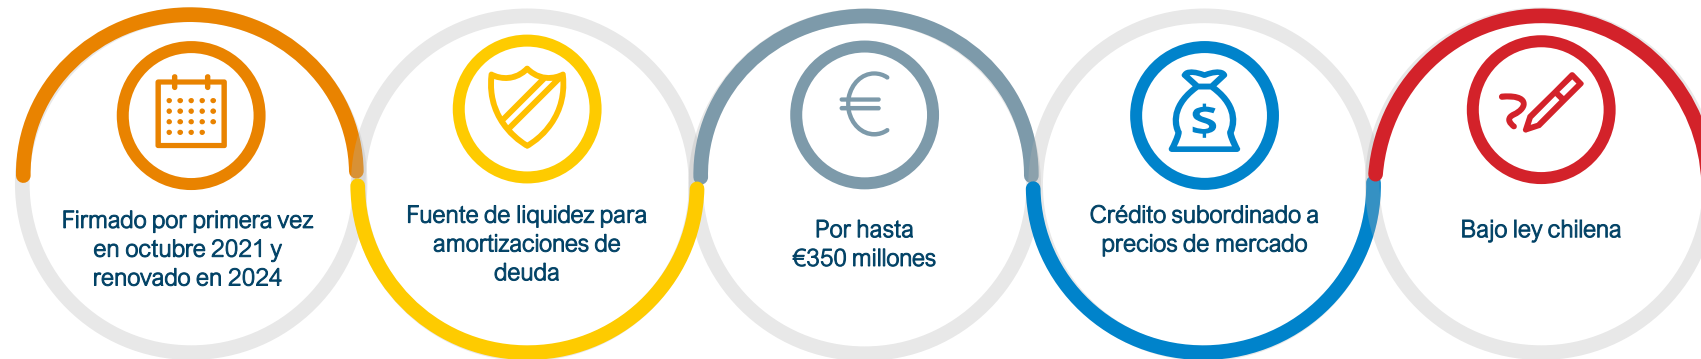 Firmado por primera vez
en octubre 2021 y
renovado en 2024
Fuente de liquidez para
amortizaciones de
deuda
Por hasta
€350 millones
Crédito subordinado a
precios de mercado
Bajo ley chilena